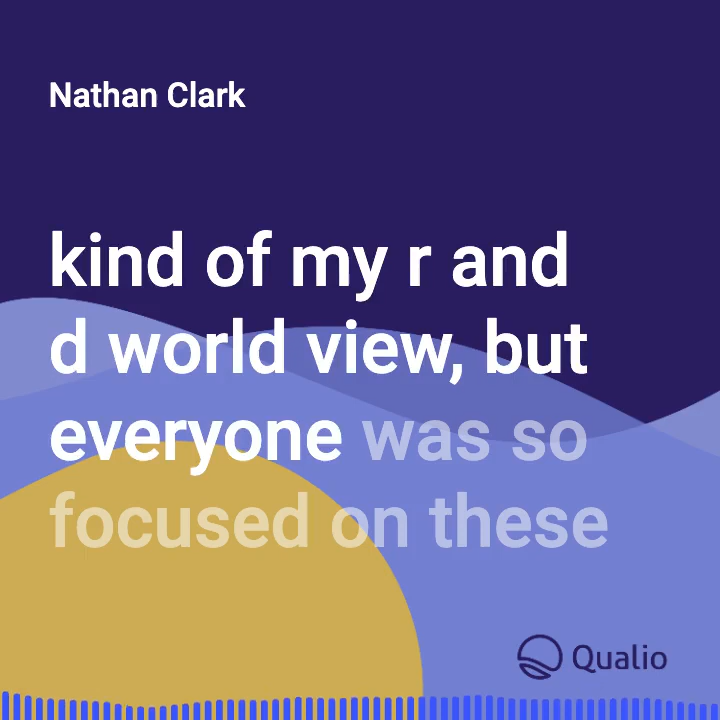 Nathan Clark
kind of my r and
d world view, but
everyone was so
focused on these
Qualio